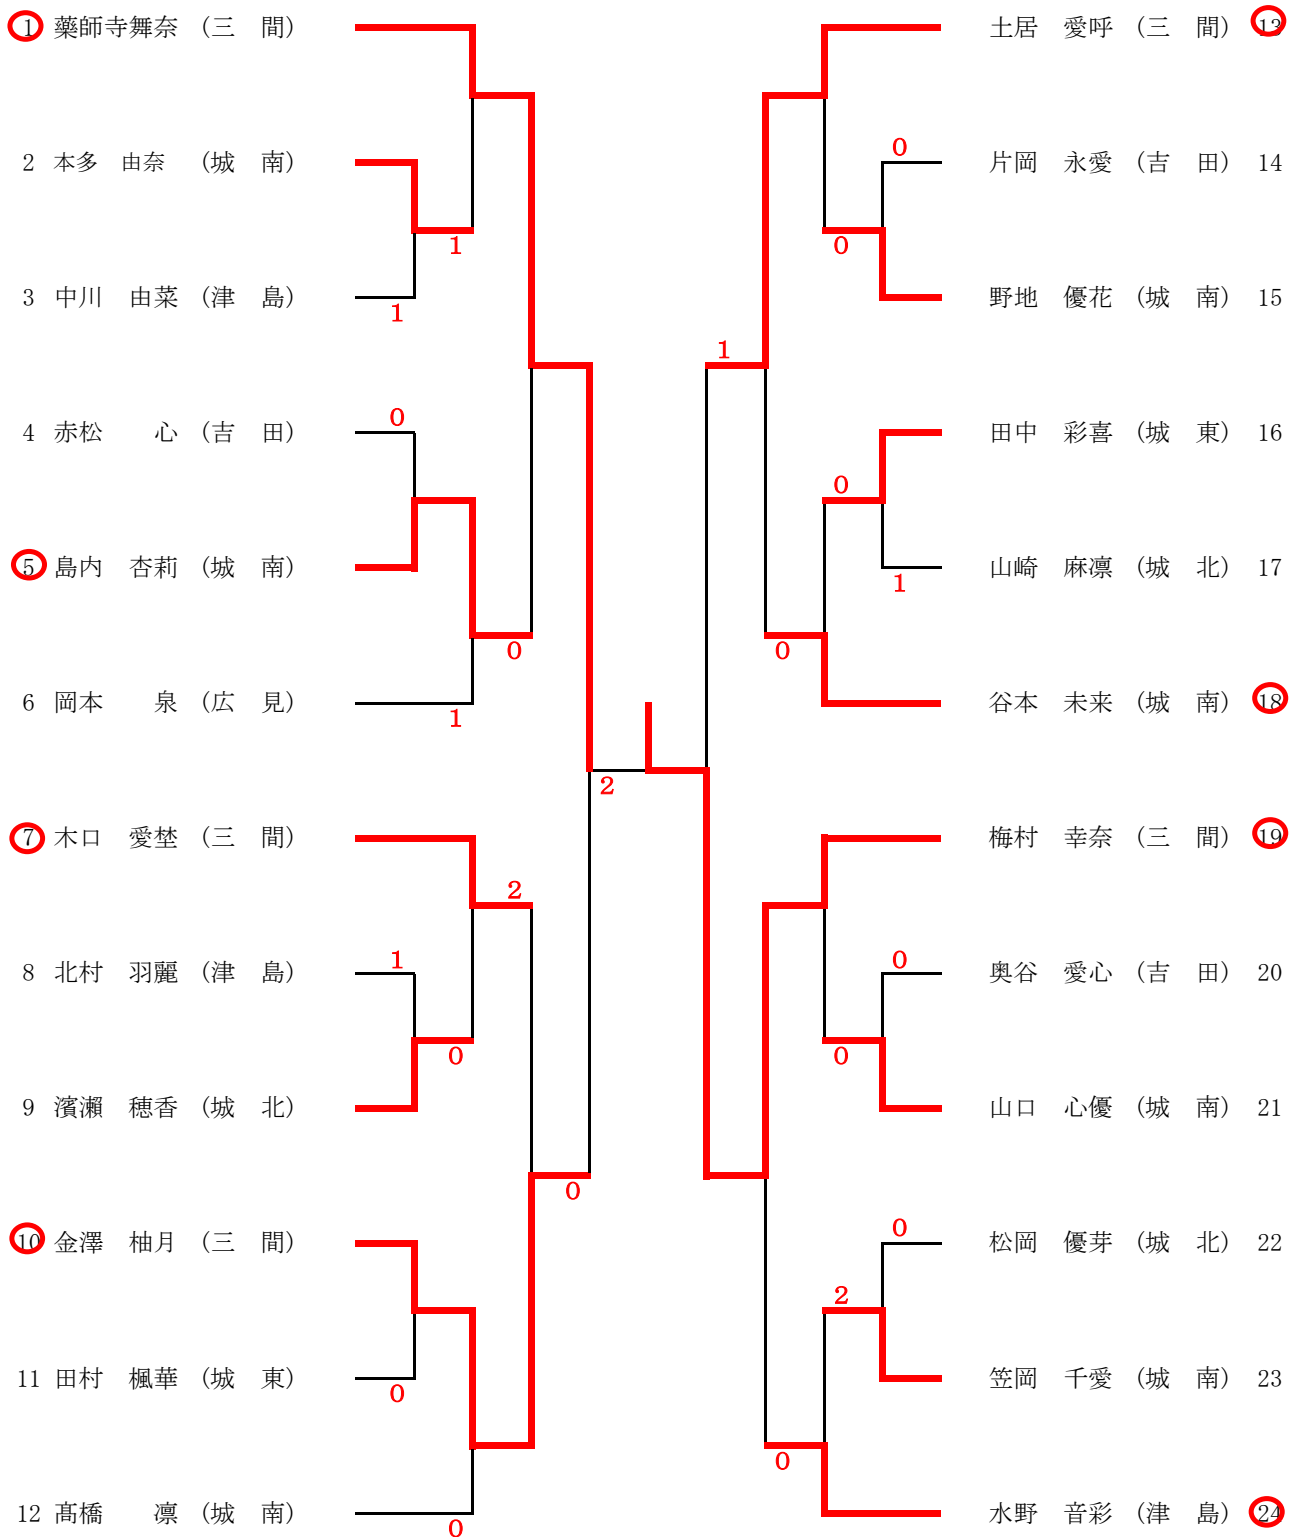 1 藥師寺舞奈 (三 間)
2 本多 由奈 (城 南)
1
3 中川 由菜 (津 島)
1
0
4 赤松 心 (吉 田)
5 島内 杏莉 (城 南)
0
6 岡本 泉 (広 見)
1
2
7 木口 愛埜 (三 間)
2
1
8 北村 羽麗 (津 島)
0
9 濱瀨 穂香 (城 北)
0
10 金澤 柚月 (三 間)
11 田村 楓華 (城 東)
0
12 髙橋 凛 (城 南)
0
土居 愛呼 (三 間) 13
0
片岡 永愛 (吉 田) 14
0
野地 優花 (城 南) 15
1
田中 彩喜 (城 東) 16
0
山崎 麻凛 (城 北) 17
1
0
谷本 未来 (城 南) 18
梅村 幸奈 (三 間) 19
0
奥谷 愛心 (吉 田) 20
0
山口 心優 (城 南) 21
0
松岡 優芽 (城 北) 22
2
笠岡 千愛 (城 南) 23
0
水野 音彩 (津 島) 24